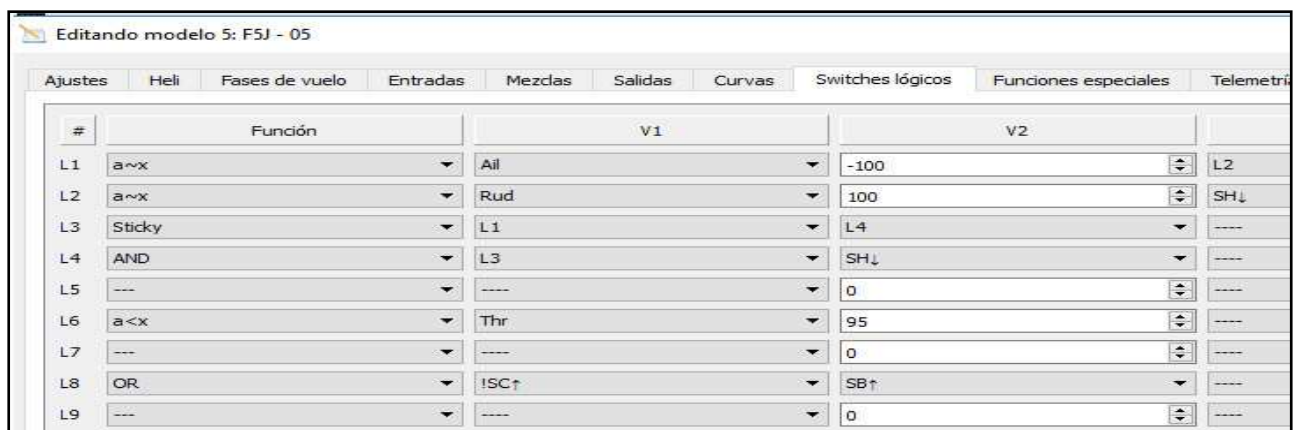 Editando modelo 5: F5J - 05
Ajustes Heli Fases de vuelo Entradas Mezclas Salidas Curvas Switches lógicos Funciones especiales Telemetrí
# Función V1 V2
L1 a~x Ail -100 L2
L2 a~x Rud 100 SH↓
L3 Sticky L1 L4 ----
L4 AND L3 SH↓ ----
L5 --- ---- 0 ----
L6 a<x Thr 95 ----
L7 --- ---- 0 ----
L8 OR !SC↑ SB↑ ----
L9 --- ---- 0 ----